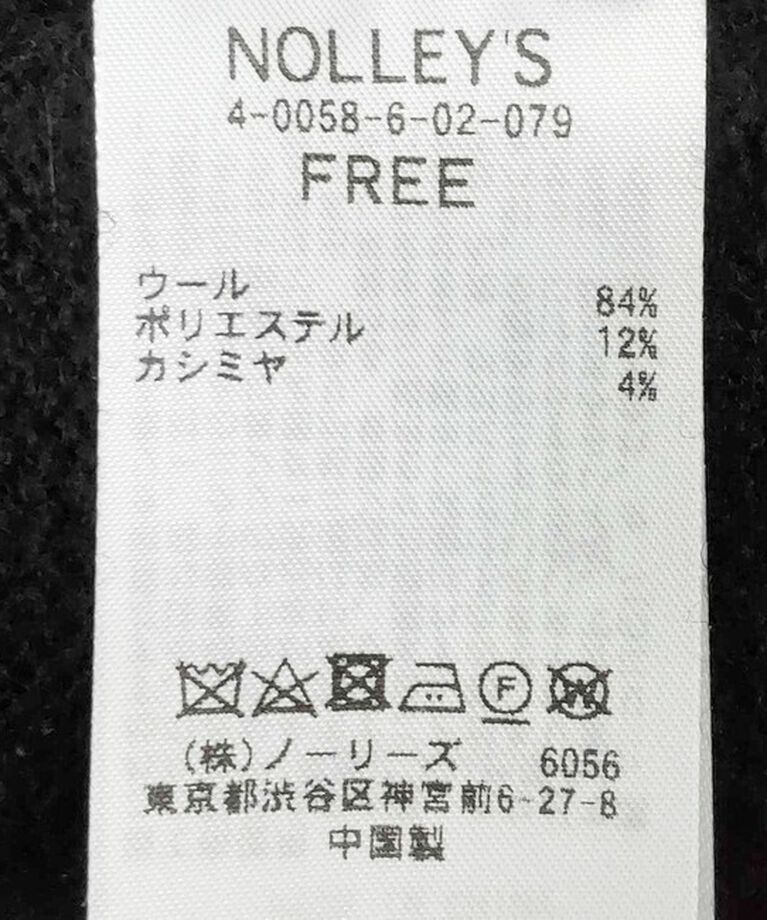 NOLLEY'S
4-0058-6-02-079
FREE
ウール 84%
ポリエステル 12%
カシミヤ 4%
F W
(株)ノーリーズ 6056
東京都渋谷区神宮前6-27-8
中国製